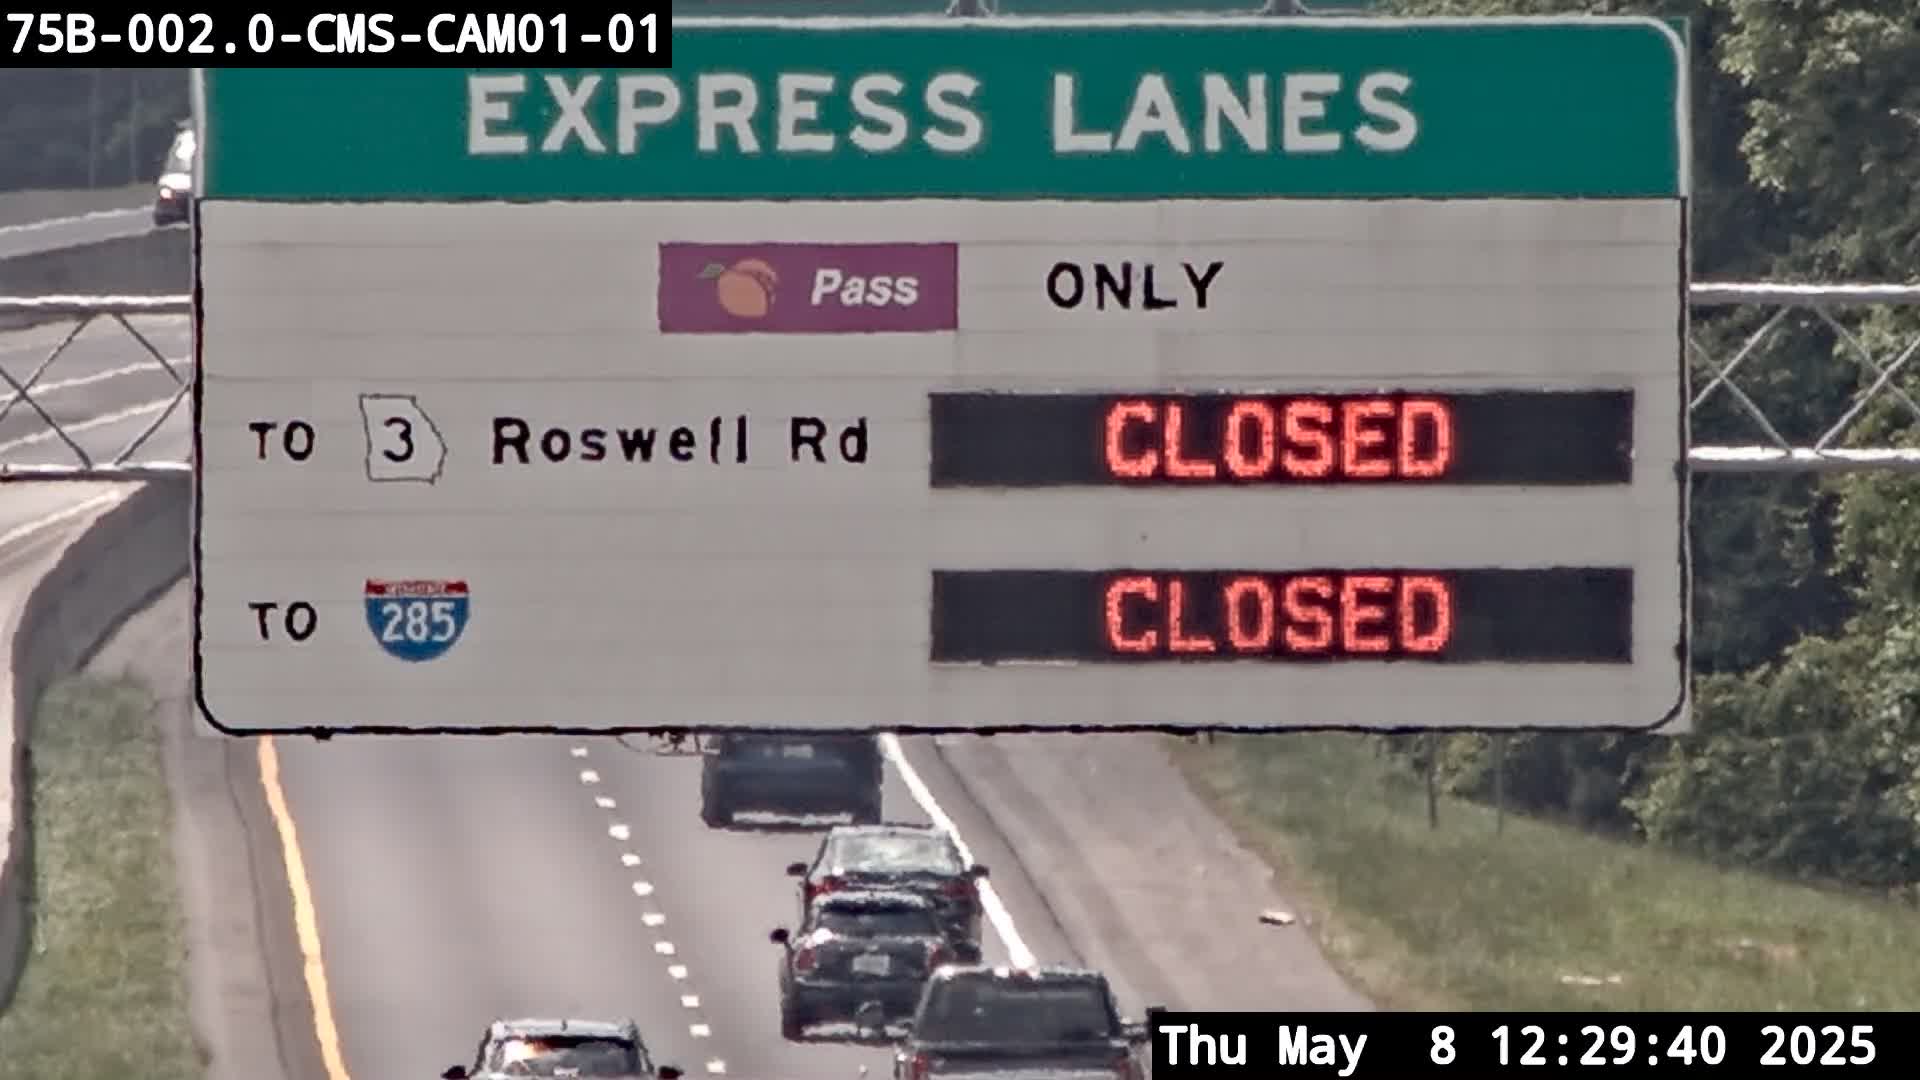 75B-002.0-CMS-CAM01-01
EXPRESS LANES
Pass ONLY
TO 3 Roswell Rd CLOSED
TO 285 CLOSED
Thu May 8 12:29:40 2025